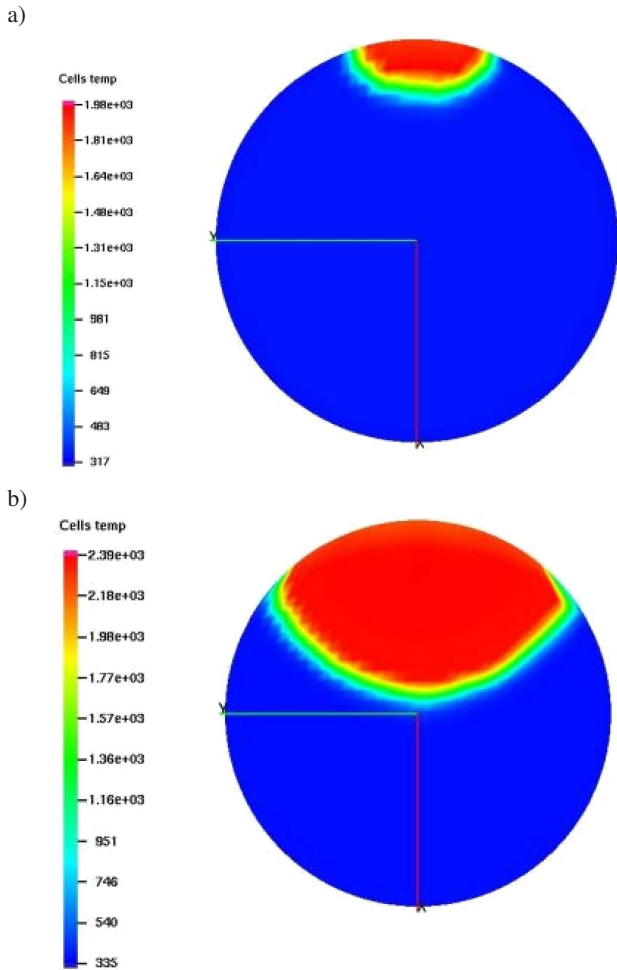 a)
Cells temp
1.98e+03
1.81e+03
1.64e+03
1.48e+03
1.31e+03
1.15e+03
981
815
649
483
317
Y
X
b)
Cells temp
2.39e+03
2.18e+03
1.98e+03
1.77e+03
1.57e+03
1.36e+03
1.16e+03
951
746
540
335
Y
X